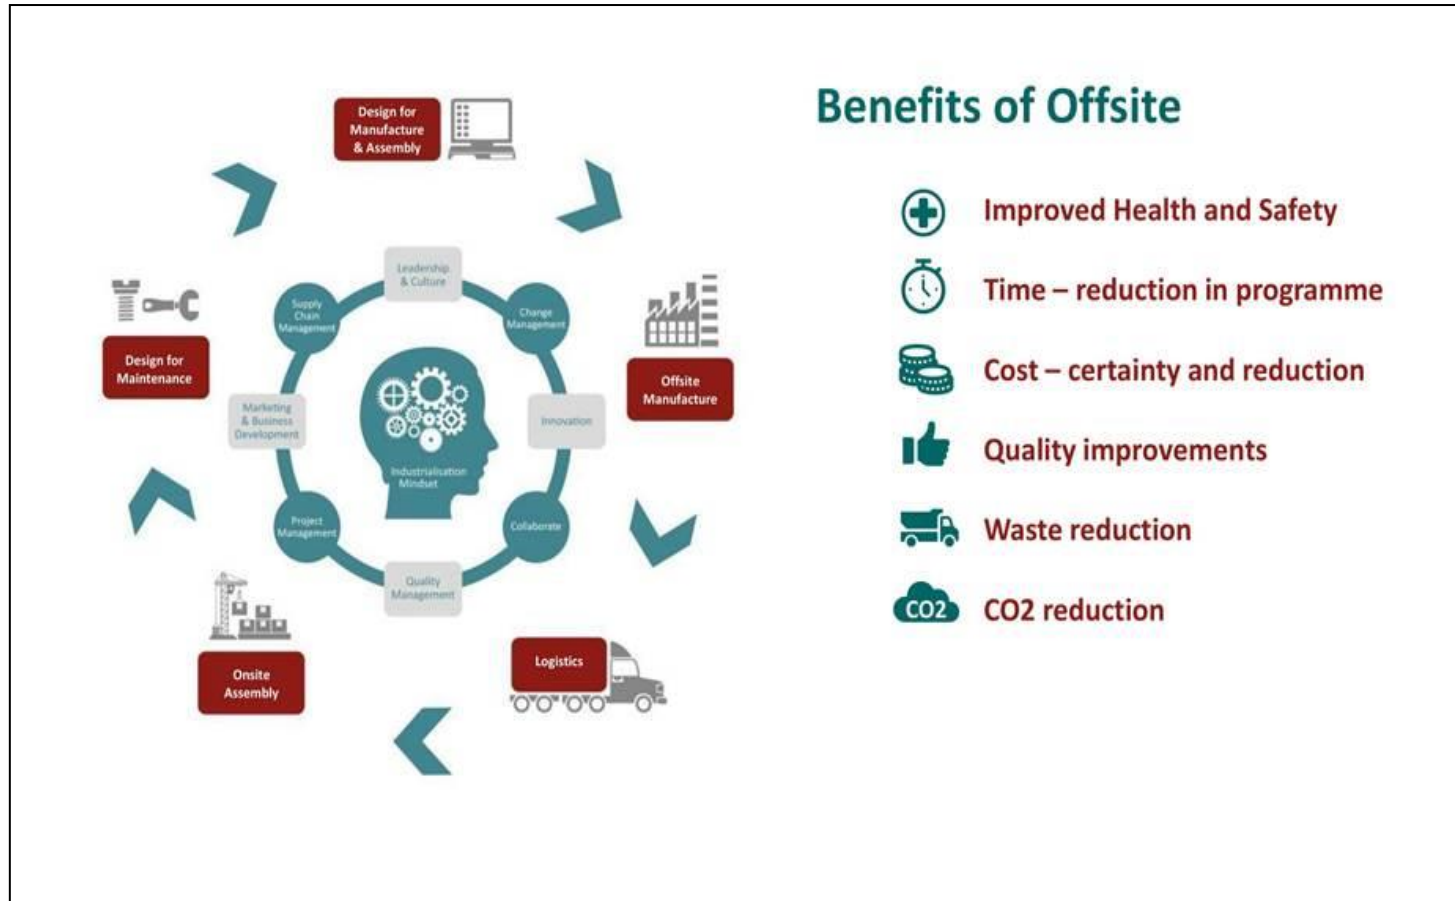 Design for
Manufacture
& Assembly
Offsite
Manufacture
Logistics
Onsite
Assembly
Design for
Maintenance
Leadership
& Culture
Change
Management
Innovation
Collaborate
Quality
Management
Project
Management
Marketing
& Business
Development
Supply
Chain
Management
Industrialisation
Mindset
Benefits of Offsite
Improved Health and Safety
Time – reduction in programme
Cost – certainty and reduction
Quality improvements
Waste reduction
CO2
CO2 reduction